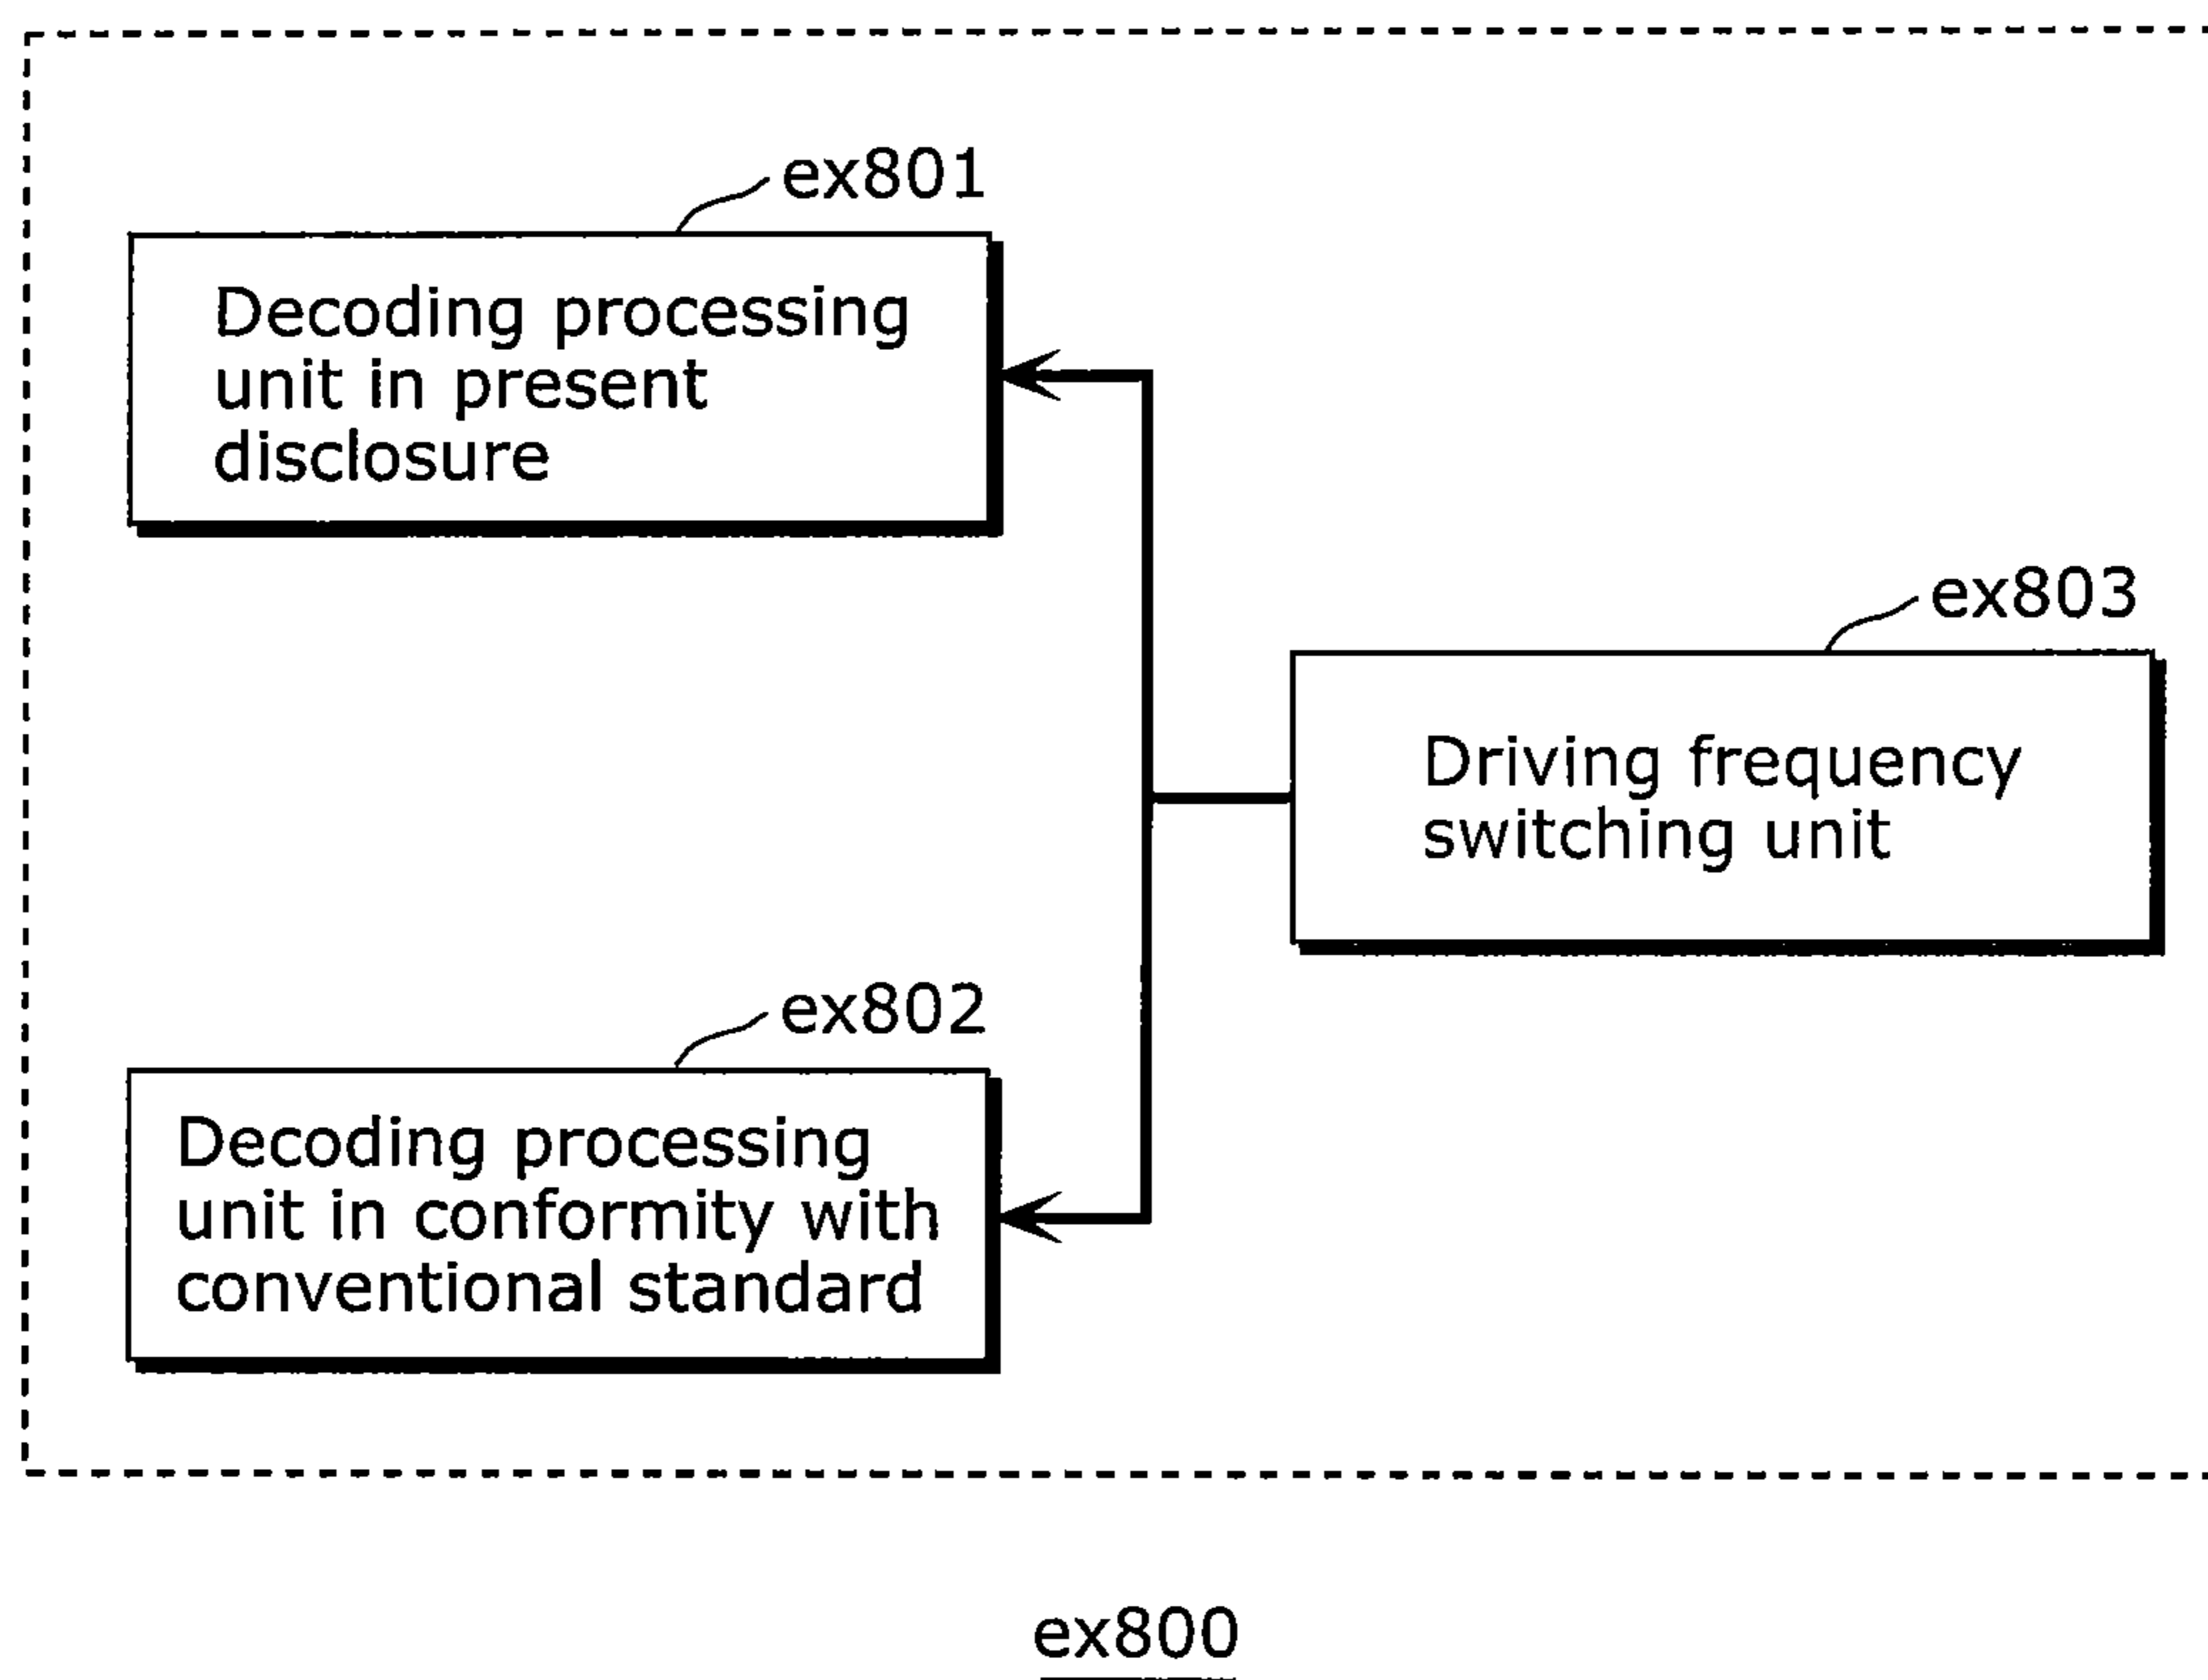 ex801
Decoding processing
unit in present
disclosure
ex803
Driving frequency
switching unit
ex802
Decoding processing
unit in conformity with
conventional standard
ex800